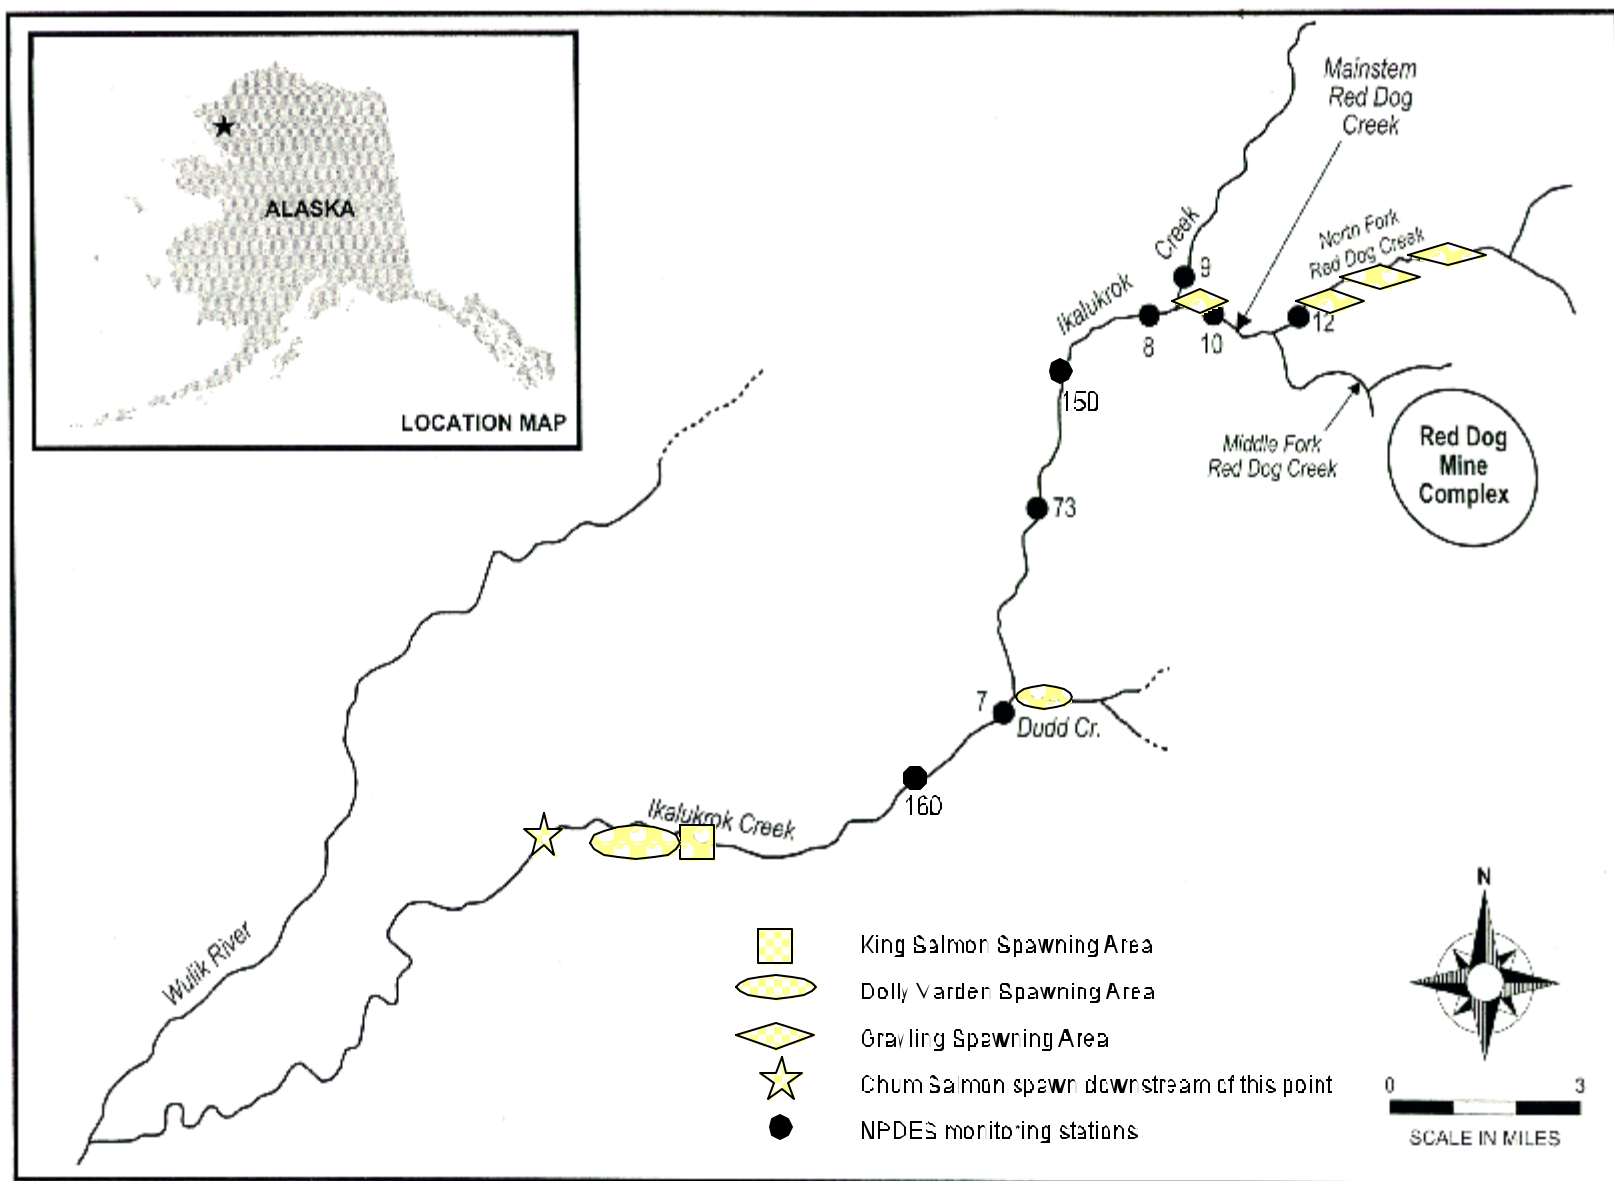 ALASKA
LOCATION MAP
Mainstem
Red Dog
Creek
North Fork
Red Dog Creek
Creek
Ikalukrok
9
8
10
12
150
73
Middle Fork
Red Dog Creek
Red Dog
Mine
Complex
7
Dudd Cr.
160
Ikalukrok Creek
Wulik River
King Salmon Spawning Area
Dolly Varden Spawning Area
Grayling Spawning Area
Chum Salmon spawn downstream of this point
NPDES monitoring stations
N
0 3
SCALE IN MILES